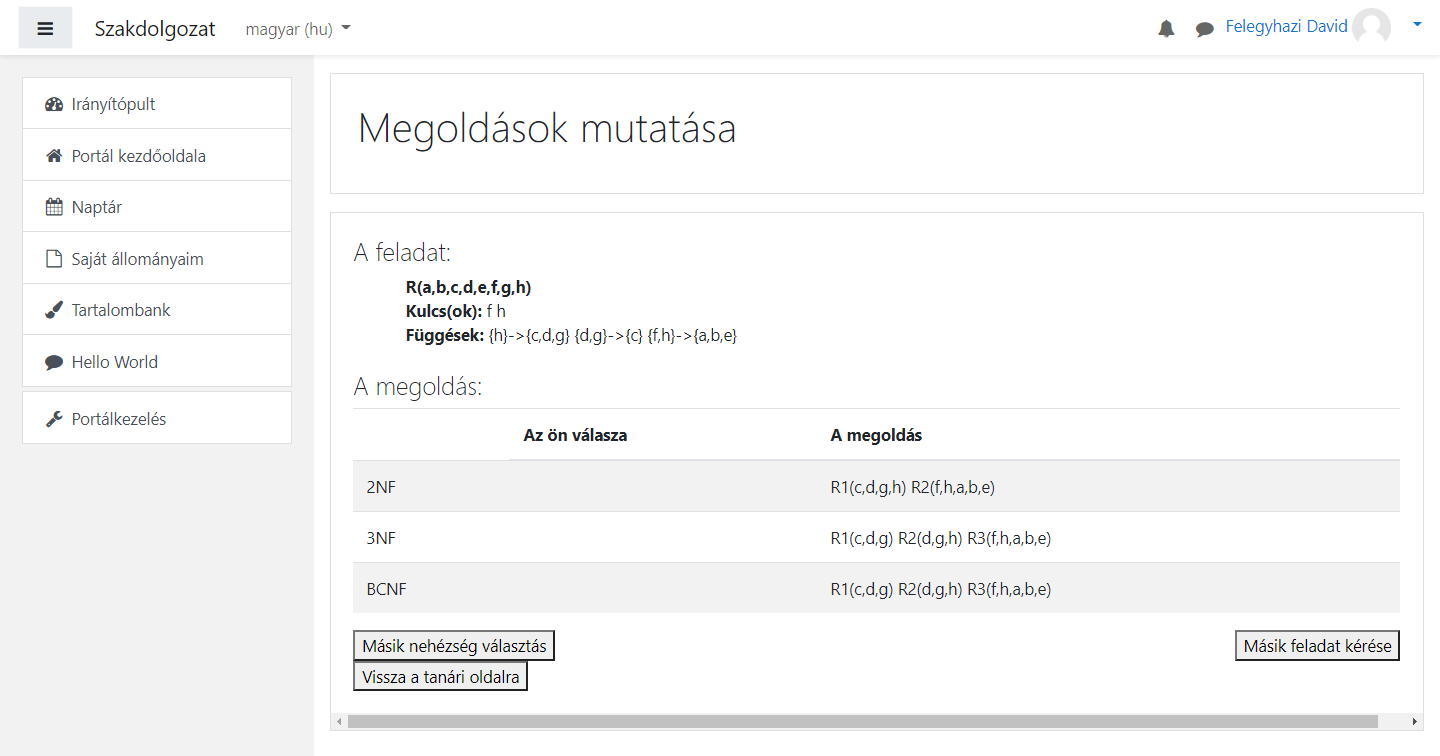 Szakdolgozat magyar (hu) Felegyhazi David
Irányítópult
Portál kezdőoldala
Naptár
Saját állományaim
Tartalombank
Hello World
Portálkezelés
Megoldások mutatása
A feladat:
R(a,b,c,d,e,f,g,h)
Kulcs(ok): f h
Függések: {h}->{c,d,g} {d,g}->{c} {f,h}->{a,b,e}
A megoldás:
Az ön válasza A megoldás
2NF R1(c,d,g,h) R2(f,h,a,b,e)
3NF R1(c,d,g) R2(d,g,h) R3(f,h,a,b,e)
BCNF R1(c,d,g) R2(d,g,h) R3(f,h,a,b,e)
Másik nehézség választás Másik feladat kérése
Vissza a tanári oldalra